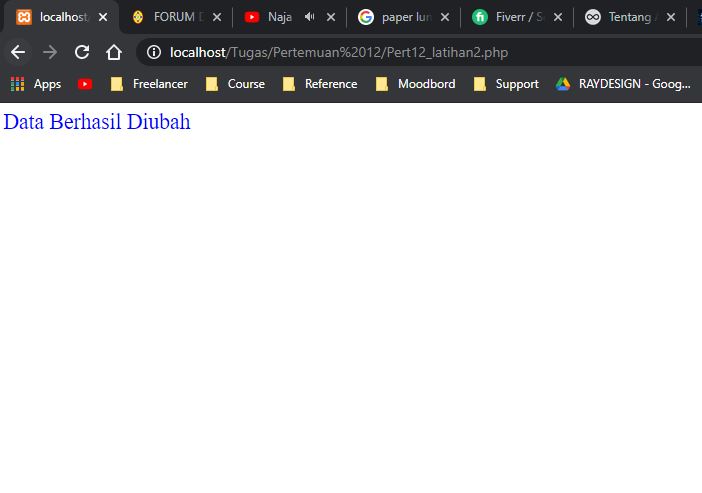 localhost/ FORUM D Naja paper lun Fiverr / S Tentang A
localhost/Tugas/Pertemuan%2012/Pert12_latihan2.php
Apps Freelancer Course Reference Moodbord Support RAYDESIGN - Goog...
Data Berhasil Diubah